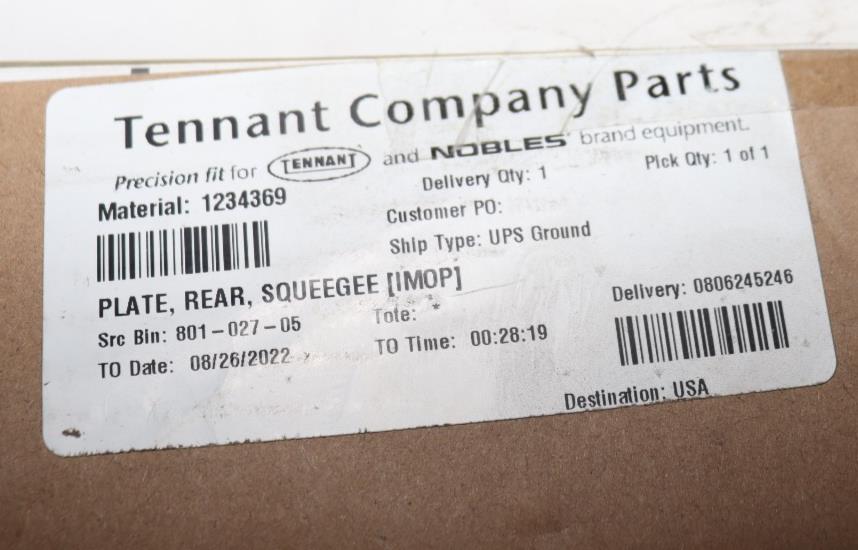 Tennant Company Parts
Precision fit for TENNANT and NOBLES brand equipment.
Material: 1234369
Delivery Qty: 1
Pick Qty: 1 of 1
Customer PO:
Ship Type: UPS Ground
PLATE, REAR, SQUEEGEE [IMOP]
Delivery: 0806245246
Src Bin: 801-027-05
Tote:
TO Date: 08/26/2022
TO Time: 00:28:19
Destination: USA